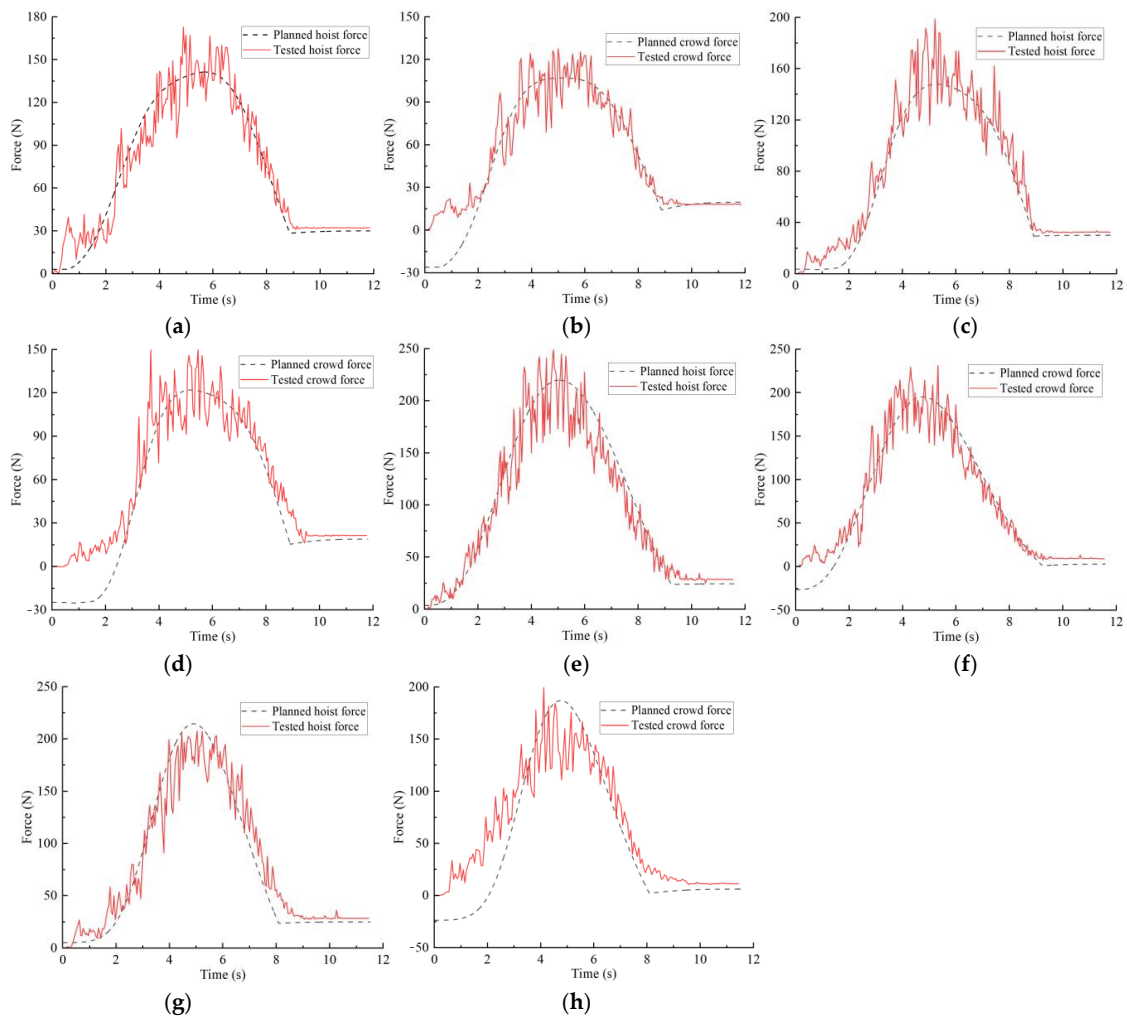 180
150
120
90
60
30
0
Force (N)
Planned hoist force
Tested hoist force
0 2 4 6 8 10 12
Time (s)
(a)
150
120
90
60
30
0
-30
Force (N)
Planned crowd force
Tested crowd force
0 2 4 6 8 10 12
Time (s)
(b)
200
160
120
80
40
0
Force (N)
Planned hoist force
Tested hoist force
0 2 4 6 8 10 12
Time (s)
(c)
150
120
90
60
30
0
-30
Force (N)
Planned crowd force
Tested crowd force
0 2 4 6 8 10 12
Time (s)
(d)
250
200
150
100
50
0
Force (N)
Planned hoist force
Tested hoist force
0 2 4 6 8 10 12
Time (s)
(e)
250
200
150
100
50
0
-50
Force (N)
Planned crowd force
Tested crowd force
0 2 4 6 8 10 12
Time (s)
(f)
250
200
150
100
50
0
Force (N)
Planned hoist force
Tested hoist force
0 2 4 6 8 10 12
Time (s)
(g)
200
150
100
50
0
-50
Force (N)
Planned crowd force
Tested crowd force
0 2 4 6 8 10 12
Time (s)
(h)